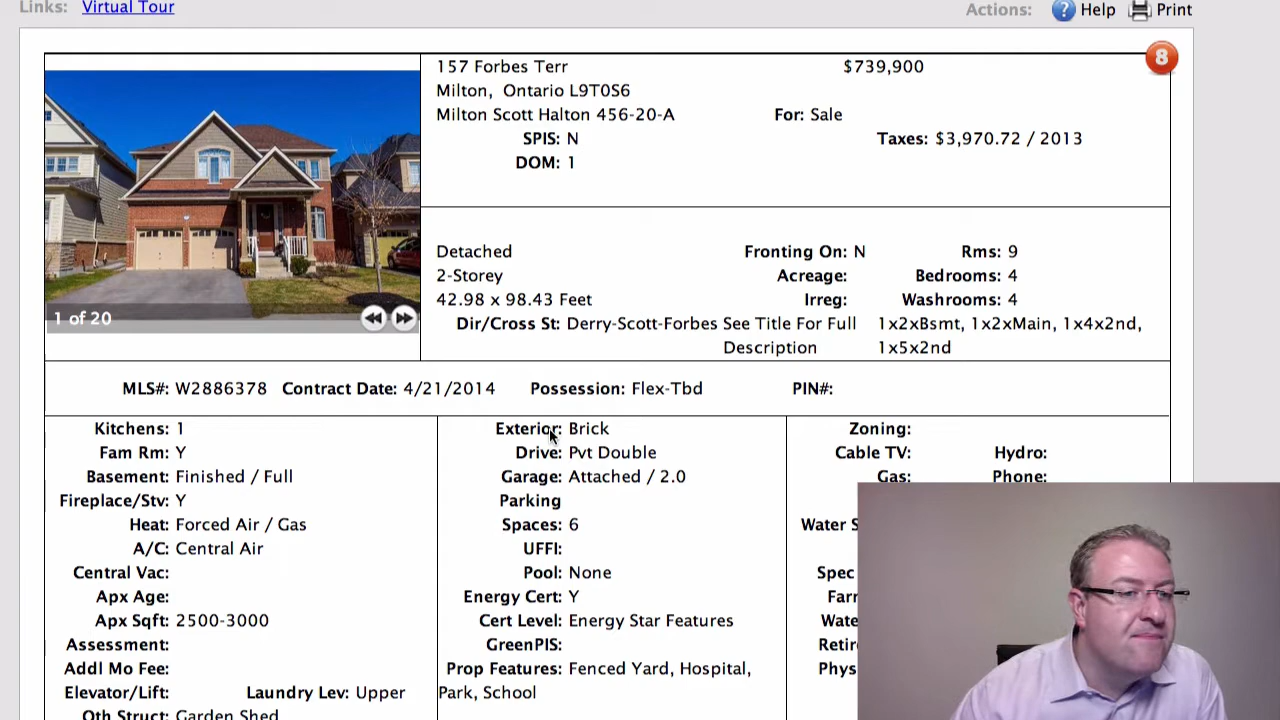 Links: Virtual Tour
Actions: Help Print
8
157 Forbes Terr $739,900
Milton, Ontario L9T0S6
Milton Scott Halton 456-20-A For: Sale
SPIS: N Taxes: $3,970.72 / 2013
DOM: 1
1 of 20
Detached Fronting On: N Rms: 9
2-Storey Acreage: Bedrooms: 4
42.98 x 98.43 Feet Irreg: Washrooms: 4
Dir/Cross St: Derry-Scott-Forbes See Title For Full 1x2xBsmt, 1x2xMain, 1x4x2nd,
Description 1x5x2nd
MLS#: W2886378 Contract Date: 4/21/2014 Possession: Flex-Tbd PIN#:
Kitchens: 1 Exterior: Brick Zoning:
Fam Rm: Y Drive: Pvt Double Cable TV: Hydro:
Basement: Finished / Full Garage: Attached / 2.0 Gas: Phone:
Fireplace/Stv: Y Parking
Heat: Forced Air / Gas Spaces: 6 Water S
A/C: Central Air UFFI:
Central Vac: Pool: None Spec
Apx Age: Energy Cert: Y Farm
Apx Sqft: 2500-3000 Cert Level: Energy Star Features Wate
Assessment: GreenPIS: Retir
Addl Mo Fee: Prop Features: Fenced Yard, Hospital, Phys
Elevator/Lift: Laundry Lev: Upper Park, School
Oth Struct: Garden Shed